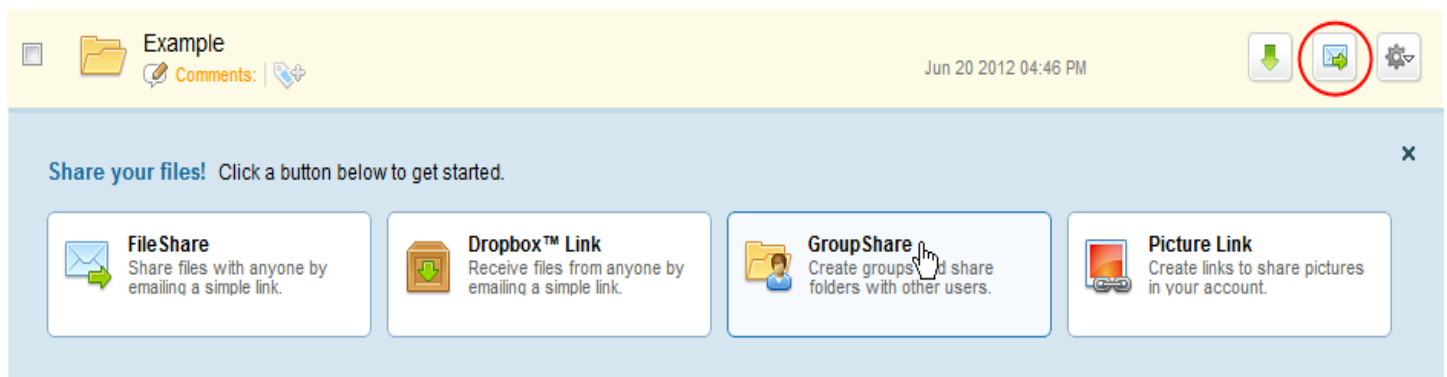 Example
Comments:
Jun 20 2012 04:46 PM
Share your files! Click a button below to get started.
FileShare
Share files with anyone by
emailing a simple link.
Dropbox™ Link
Receive files from anyone by
emailing a simple link.
GroupShare
Create groups d share
folders with other users.
Picture Link
Create links to share pictures
in your account.